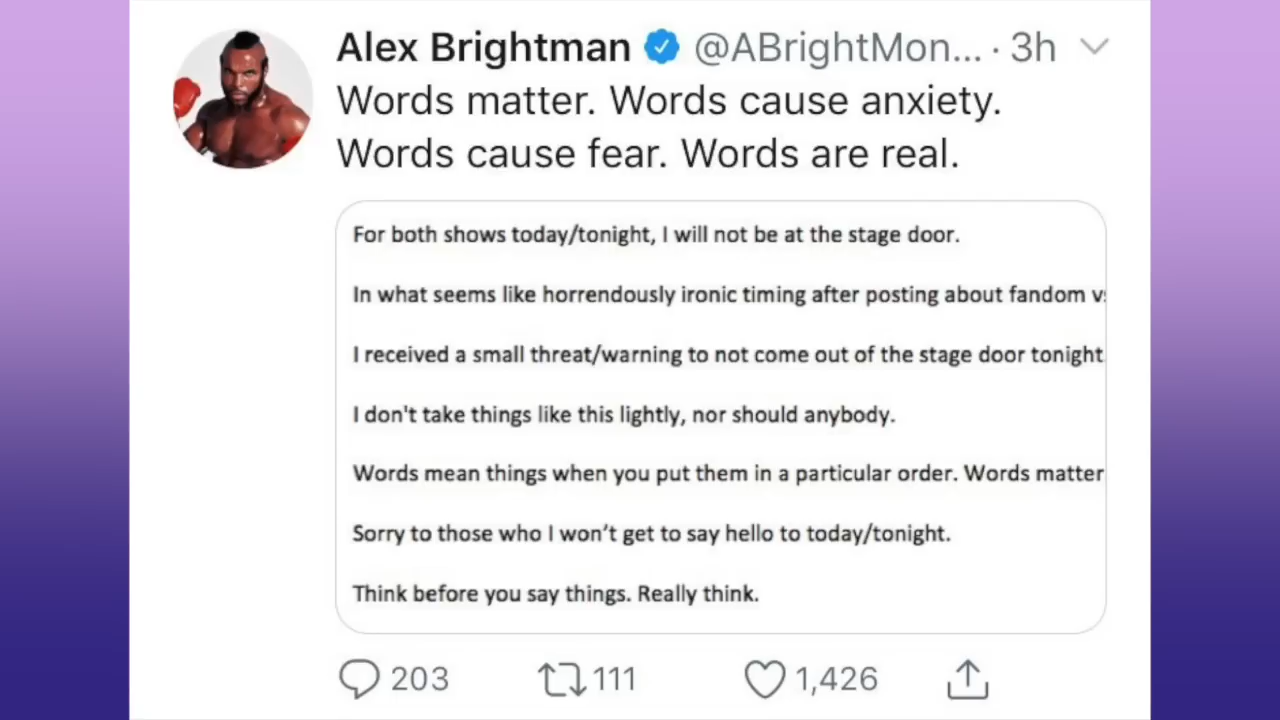 Alex Brightman @ABrightMon... · 3h
Words matter. Words cause anxiety.
Words cause fear. Words are real.
For both shows today/tonight, I will not be at the stage door.
In what seems like horrendously ironic timing after posting about fandom
I received a small threat/warning to not come out of the stage door tonight
I don't take things like this lightly, nor should anybody.
Words mean things when you put them in a particular order. Words matter
Sorry to those who I won't get to say hello to today/tonight.
Think before you say things. Really think.
203 111 1,426